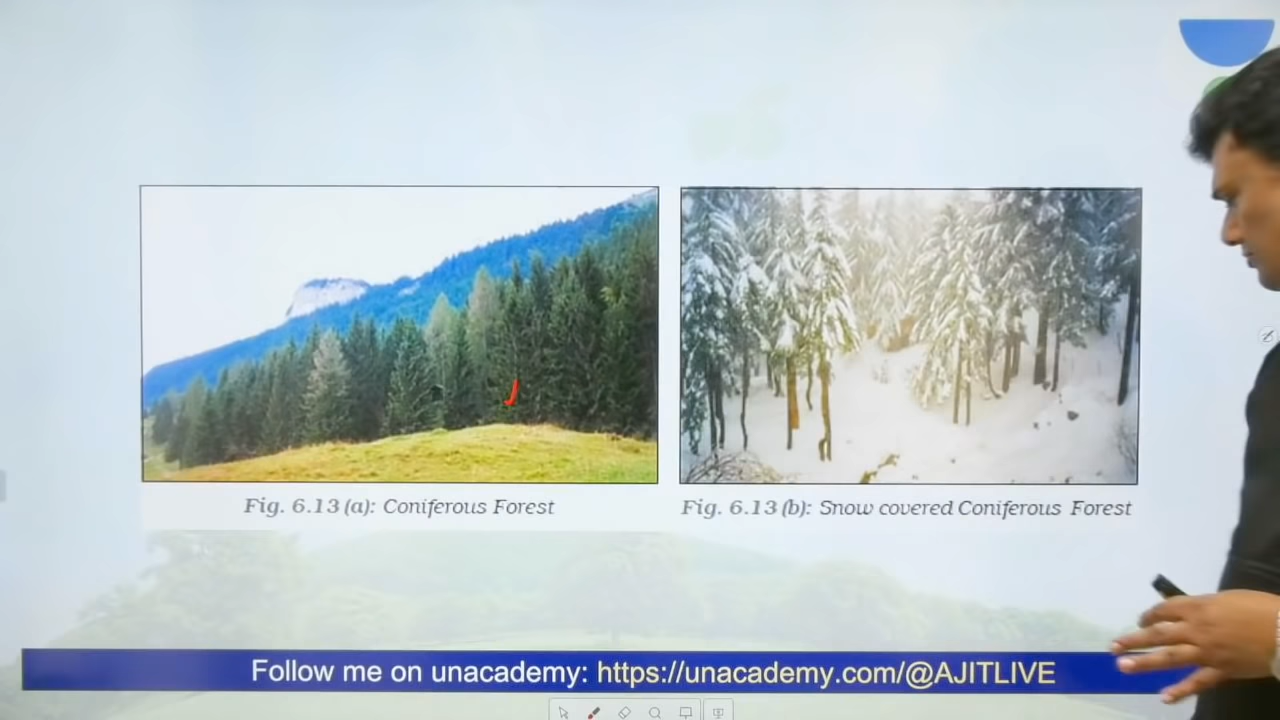 Fig. 6.13 (a): Coniferous Forest
Fig. 6.13 (b): Snow covered Coniferous Forest
Follow me on unacademy: https://unacademy.com/@AJITLIVE